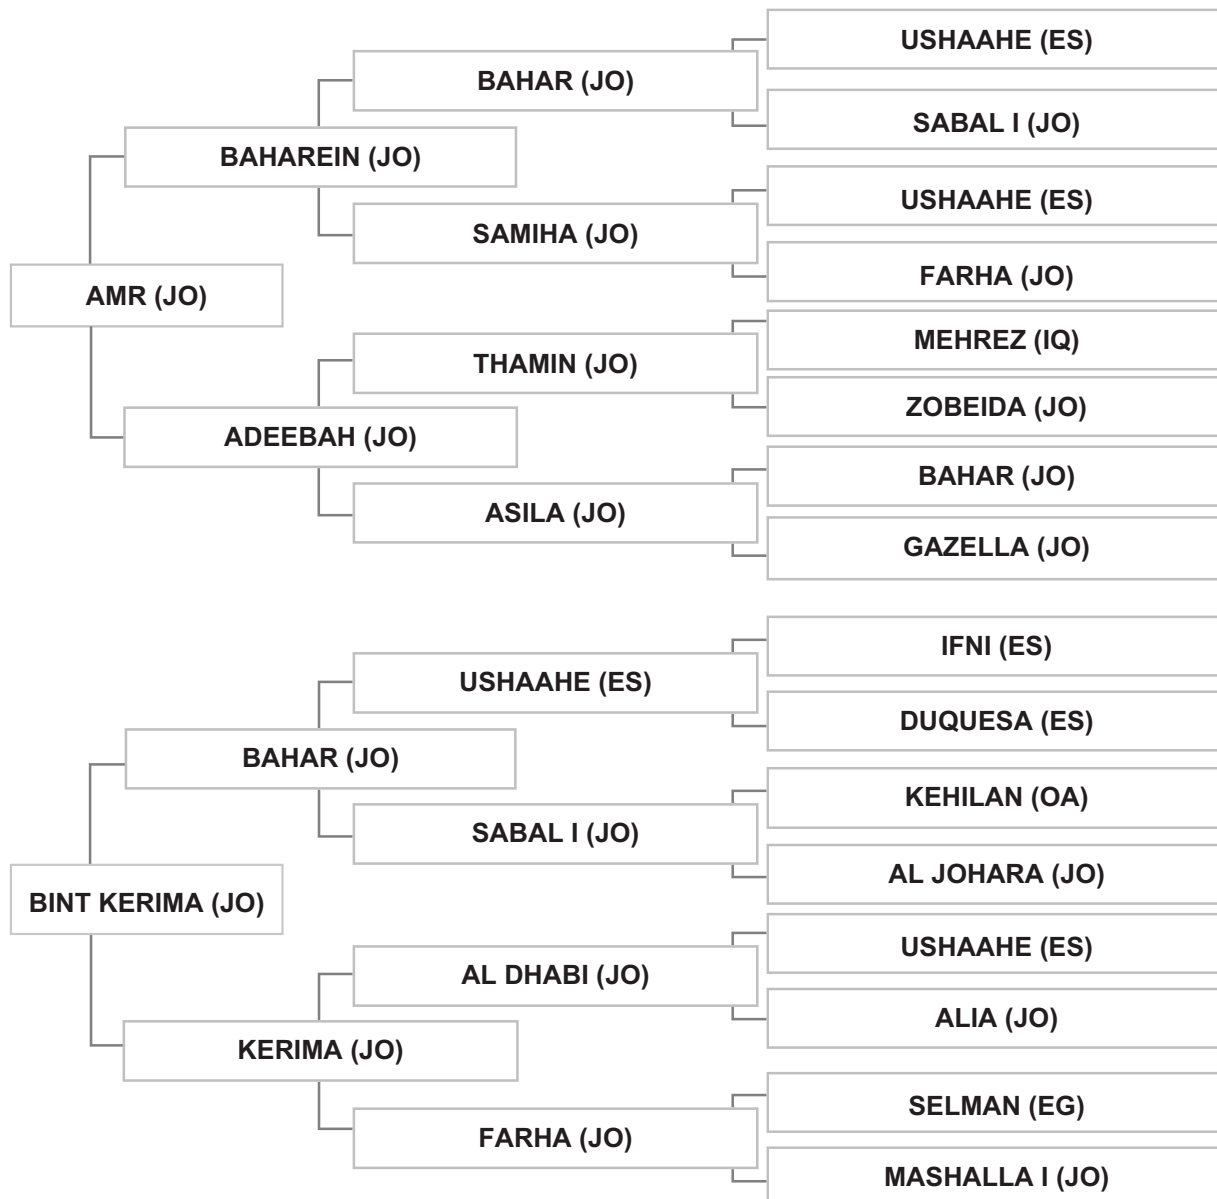 USHAAHE (ES)
BAHAR (JO)
SABAL I (JO)
BAHAREIN (JO)
USHAAHE (ES)
SAMIHA (JO)
FARHA (JO)
AMR (JO)
MEHREZ (IQ)
THAMIN (JO)
ZOBEIDA (JO)
ADEEBAH (JO)
BAHAR (JO)
ASILA (JO)
GAZELLA (JO)
IFNI (ES)
USHAAHE (ES)
DUQUESA (ES)
BAHAR (JO)
KEHILAN (OA)
SABAL I (JO)
AL JOHARA (JO)
BINT KERIMA (JO)
USHAAHE (ES)
AL DHABI (JO)
ALIA (JO)
KERIMA (JO)
SELMAN (EG)
FARHA (JO)
MASHALLA I (JO)